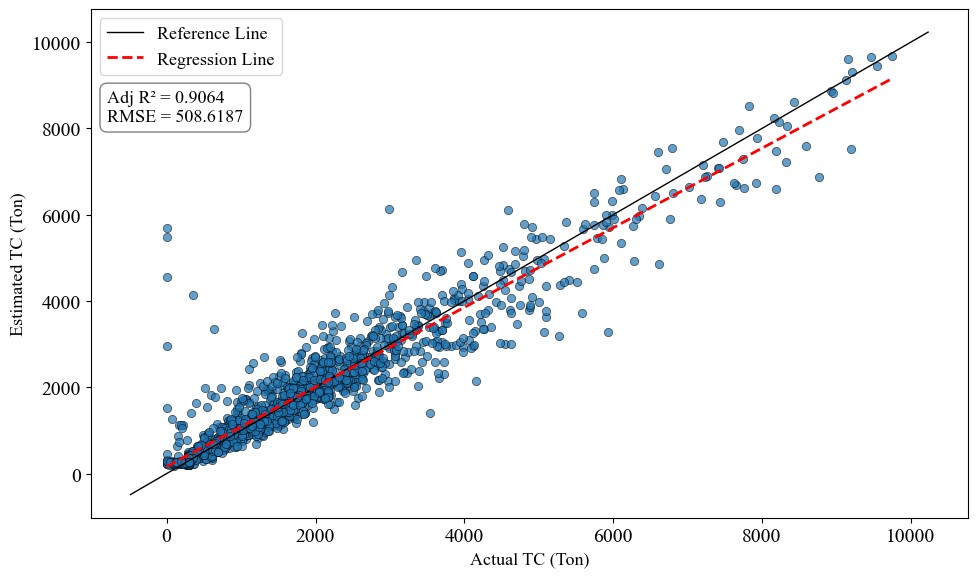 Reference Line
Regression Line
Adj R² = 0.9064
RMSE = 508.6187
10000
8000
6000
4000
2000
0
Estimated TC (Ton)
0 2000 4000 6000 8000 10000
Actual TC (Ton)